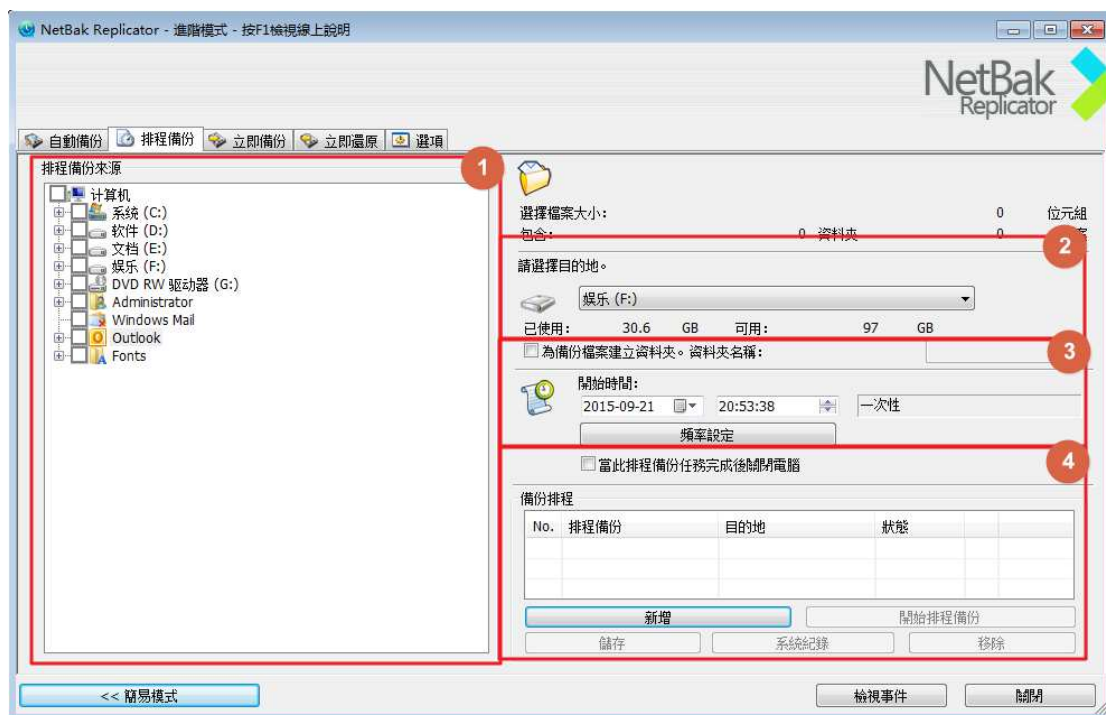 NetBak Replicator - 進階模式 - 按F1檢視線上說明
NetBak
Replicator
自動備份 排程備份 立即備份 立即還原 選項
排程備份來源
1
计算机
系统 (C:)
软件 (D:)
文档 (E:)
娱乐 (F:)
DVD RW 驱动器 (G:)
Administrator
Windows Mail
Outlook
Fonts
選擇檔案大小: 0 位元組
包含: 0 資料夾 0
2
請選擇目的地。
娱乐 (F:)
已使用: 30.6 GB 可用: 97 GB
為備份檔案建立資料夾。資料夾名稱:
3
開始時間:
2015-09-21 20:53:38 一次性
頻率設定
當此排程備份任務完成後關閉電腦
4
備份排程
No. 排程備份 目的地 狀態
新增 開始排程備份
儲存 系統紀錄 移除
<< 簡易模式 檢視事件 關閉